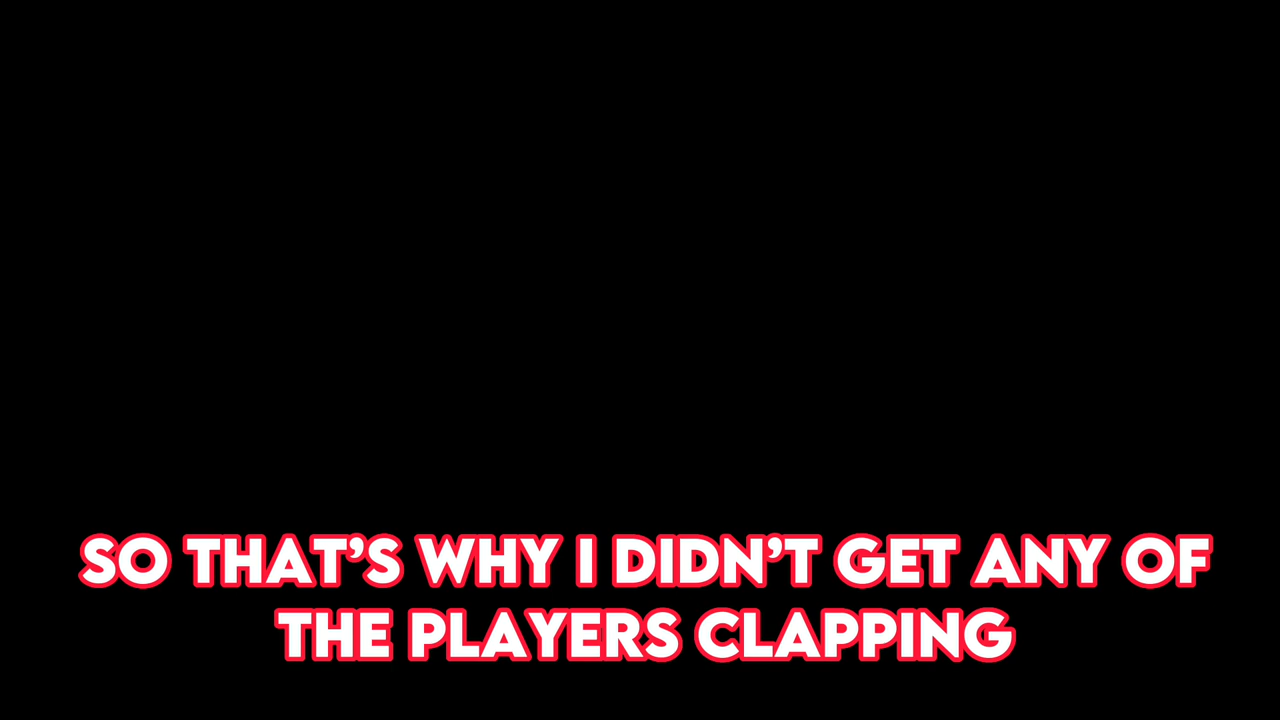 SO THAT’S WHY I DIDN’T GET ANY OF
THE PLAYERS CLAPPING